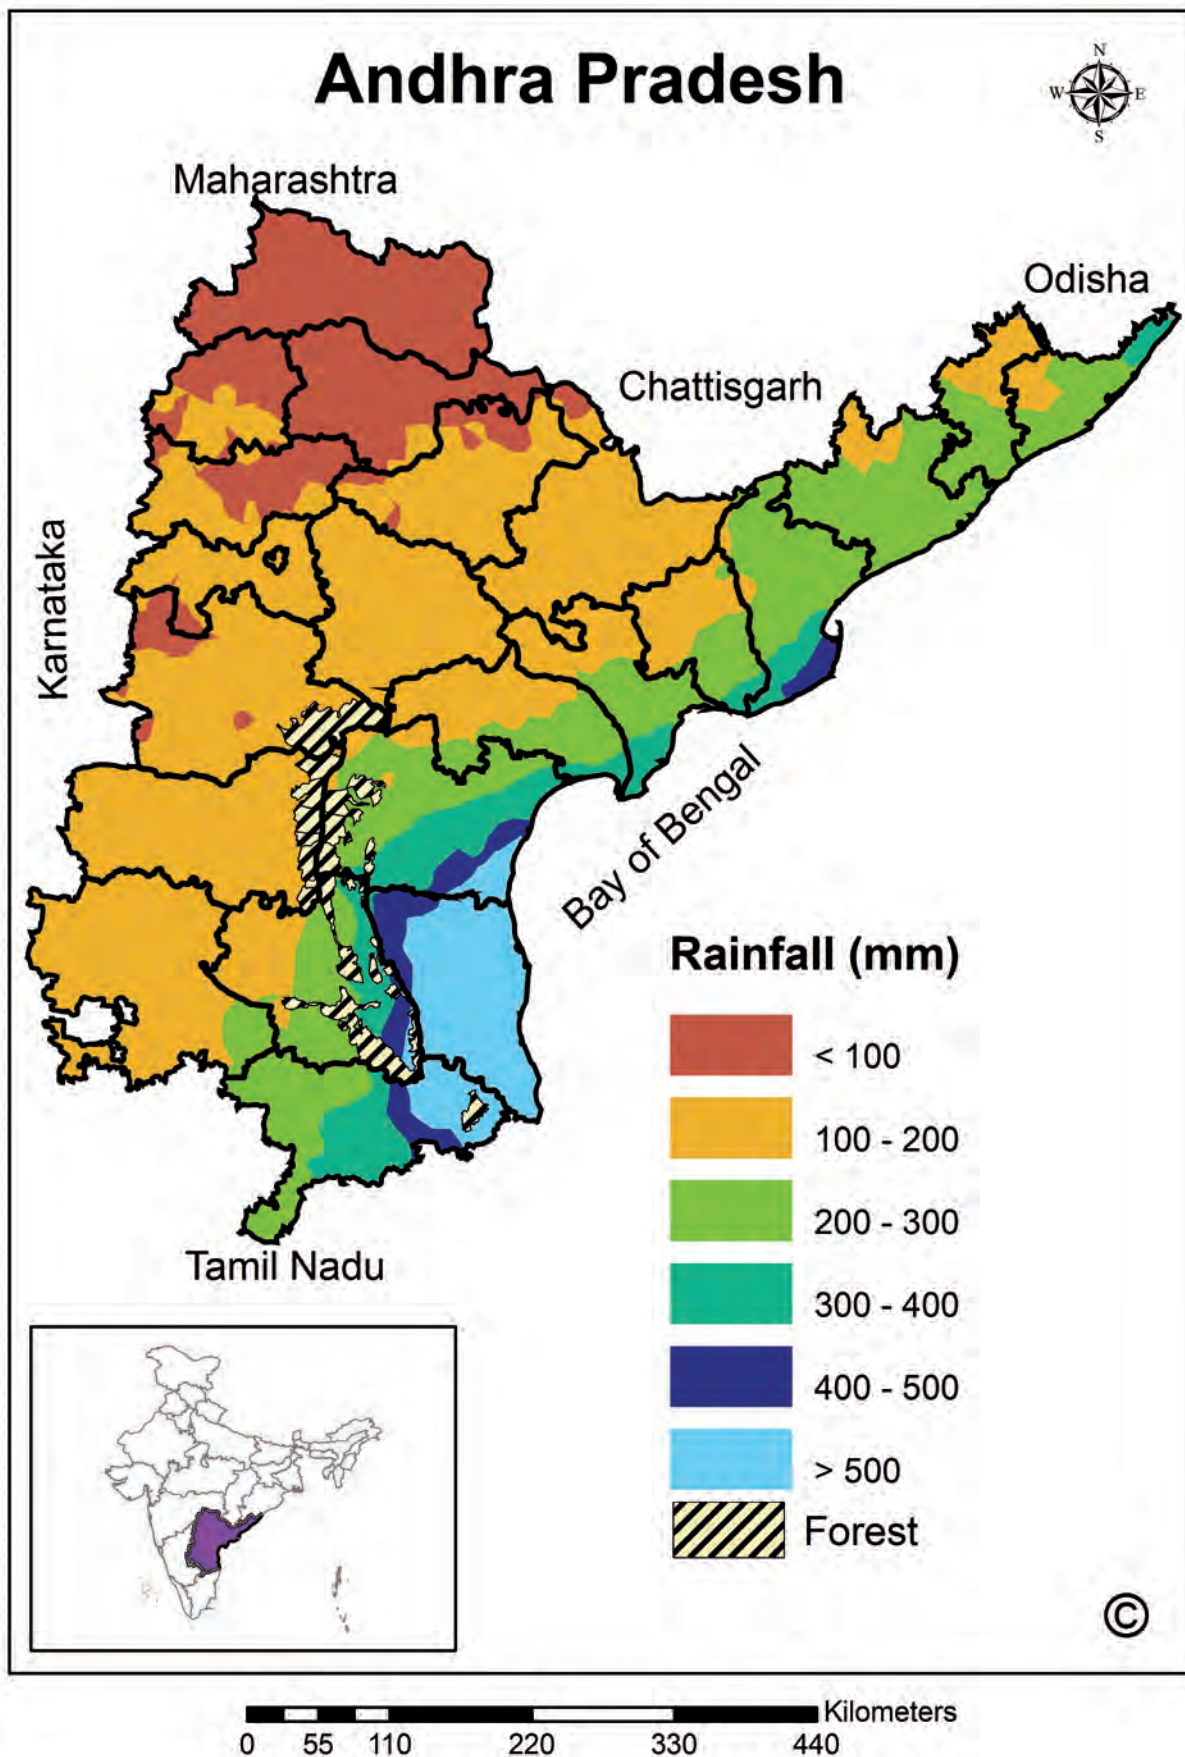 Andhra Pradesh
N
W
E
S
Maharashtra
Odisha
Chattisgarh
Karnataka
Bay of Bengal
Tamil Nadu
Rainfall (mm)
< 100
100 - 200
200 - 300
300 - 400
400 - 500
> 500
Forest
©
Kilometers
0 55 110 220 330 440